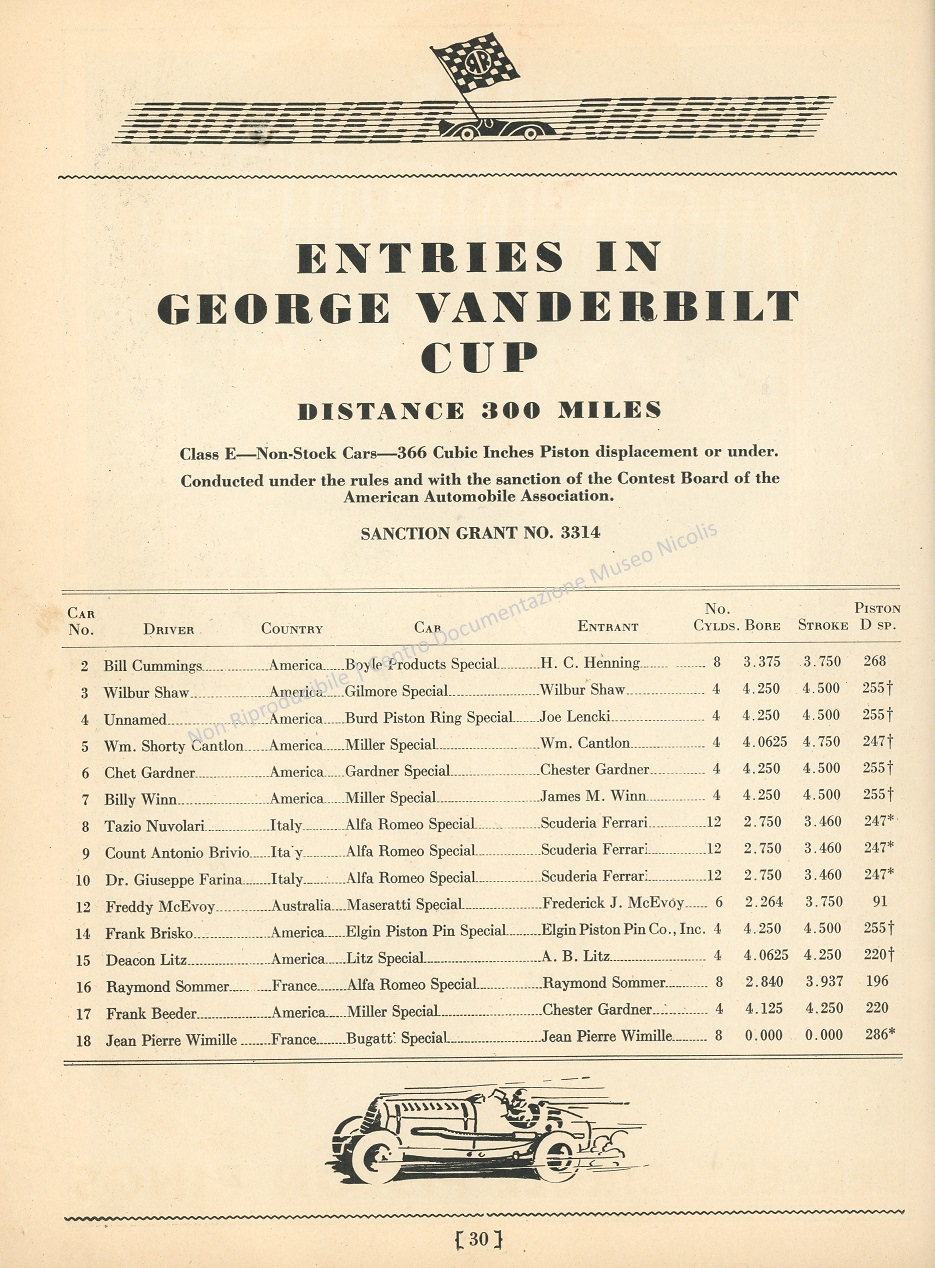 AR
ROOSEVELT RACEWAY
ENTRIES IN
GEORGE VANDERBILT
CUP
DISTANCE 300 MILES
Class E—Non-Stock Cars—366 Cubic Inches Piston displacement or under.
Conducted under the rules and with the sanction of the Contest Board of the
American Automobile Association.
SANCTION GRANT NO. 3314
Non Riproducibile | Centro Documentazione Museo Nicolis
Car No. Driver Country Car Entrant No. Cylds. Bore Stroke Piston D sp.
2 Bill Cummings America Boyle Products Special H. C. Henning 8 3.375 3.750 268
3 Wilbur Shaw America Gilmore Special Wilbur Shaw 4 4.250 4.500 255†
4 Unnamed America Burd Piston Ring Special Joe Lencki 4 4.250 4.500 255†
5 Wm. Shorty Cantlon America Miller Special Wm. Cantlon 4 4.0625 4.750 247†
6 Chet Gardner America Gardner Special Chester Gardner 4 4.250 4.500 255†
7 Billy Winn America Miller Special James M. Winn 4 4.250 4.500 255†
8 Tazio Nuvolari Italy Alfa Romeo Special Scuderia Ferrari 12 2.750 3.460 247*
9 Count Antonio Brivio Ita y Alfa Romeo Special Scuderia Ferrari 12 2.750 3.460 247*
10 Dr. Giuseppe Farina Italy Alfa Romeo Special Scuderia Ferrari 12 2.750 3.460 247*
12 Freddy McEvoy Australia Maseratti Special Frederick J. McEvoy 6 2.264 3.750 91
14 Frank Brisko America Elgin Piston Pin Special Elgin Piston Pin Co., Inc. 4 4.250 4.500 255†
15 Deacon Litz America Litz Special A. B. Litz 4 4.0625 4.250 220†
16 Raymond Sommer France Alfa Romeo Special Raymond Sommer 8 2.840 3.937 196
17 Frank Beeder America Miller Special Chester Gardner 4 4.125 4.250 220
18 Jean Pierre Wimille France Bugatti Special Jean Pierre Wimille 8 0.000 0.000 286*
[30]